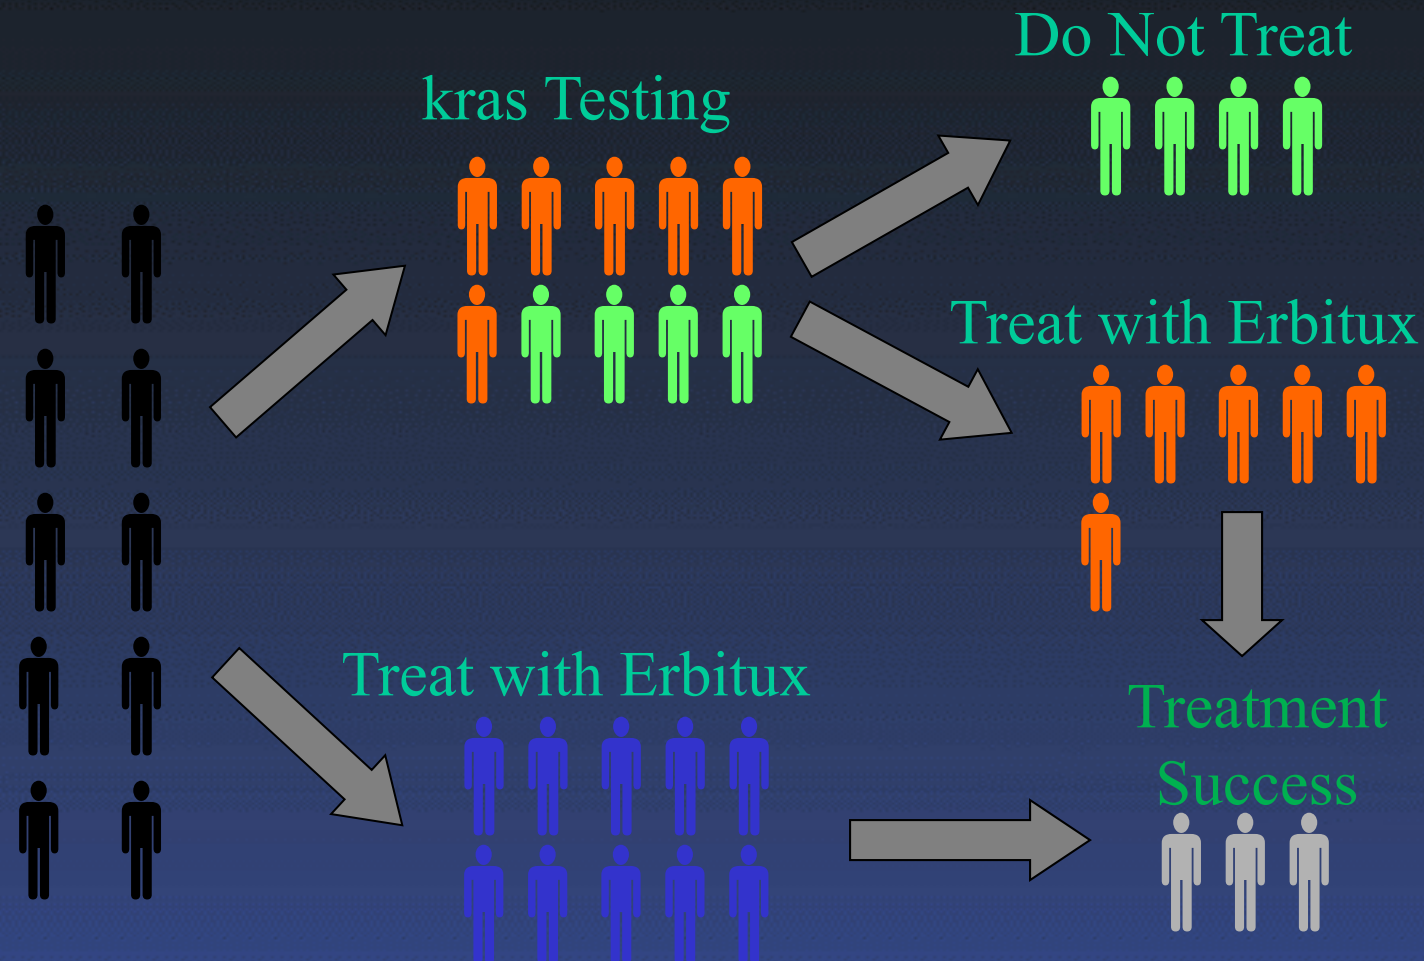 Do Not Treat
kras Testing
Treat with Erbitux
Treat with Erbitux
Treatment
Success